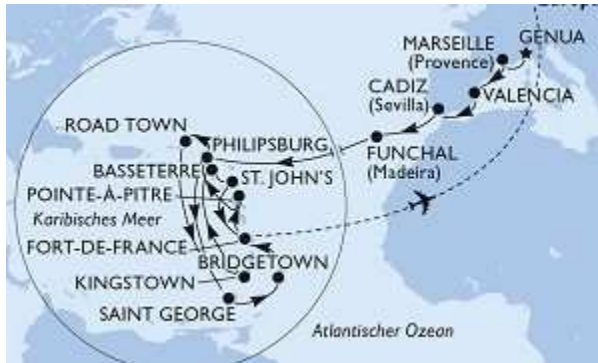 GENUA
MARSEILLE
(Provence)
CADIZ
(Sevilla)
VALENCIA
ROAD TOWN
PHILIPSBURG
FUNCHAL
(Madeira)
BASSETERRE
ST. JOHN'S
POINTE-À-PITRE
Karibisches Meer
FORT-DE-FRANCE
BRIDGETOWN
KINGSTOWN
SAINT GEORGE
Atlantischer Ozean